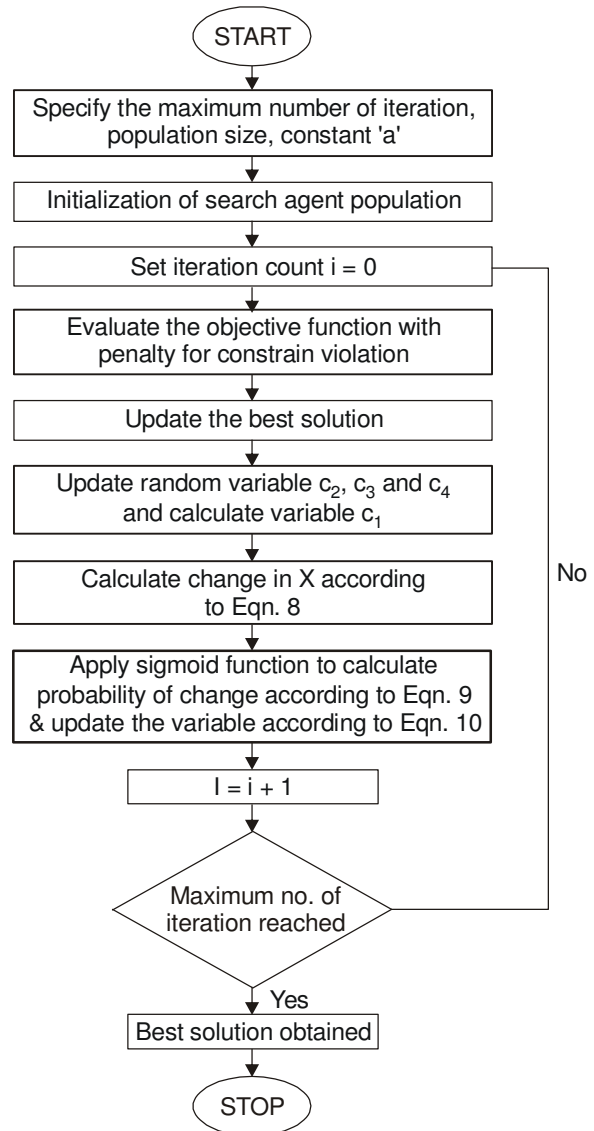 START
Specify the maximum number of iteration,
population size, constant 'a'
Initialization of search agent population
Set iteration count i = 0
Evaluate the objective function with
penalty for constrain violation
Update the best solution
Update random variable c₂, c₃ and c₄
and calculate variable c₁
Calculate change in X according
to Eqn. 8
No
Apply sigmoid function to calculate
probability of change according to Eqn. 9
& update the variable according to Eqn. 10
I = i + 1
Maximum no. of
iteration reached
Yes
Best solution obtained
STOP